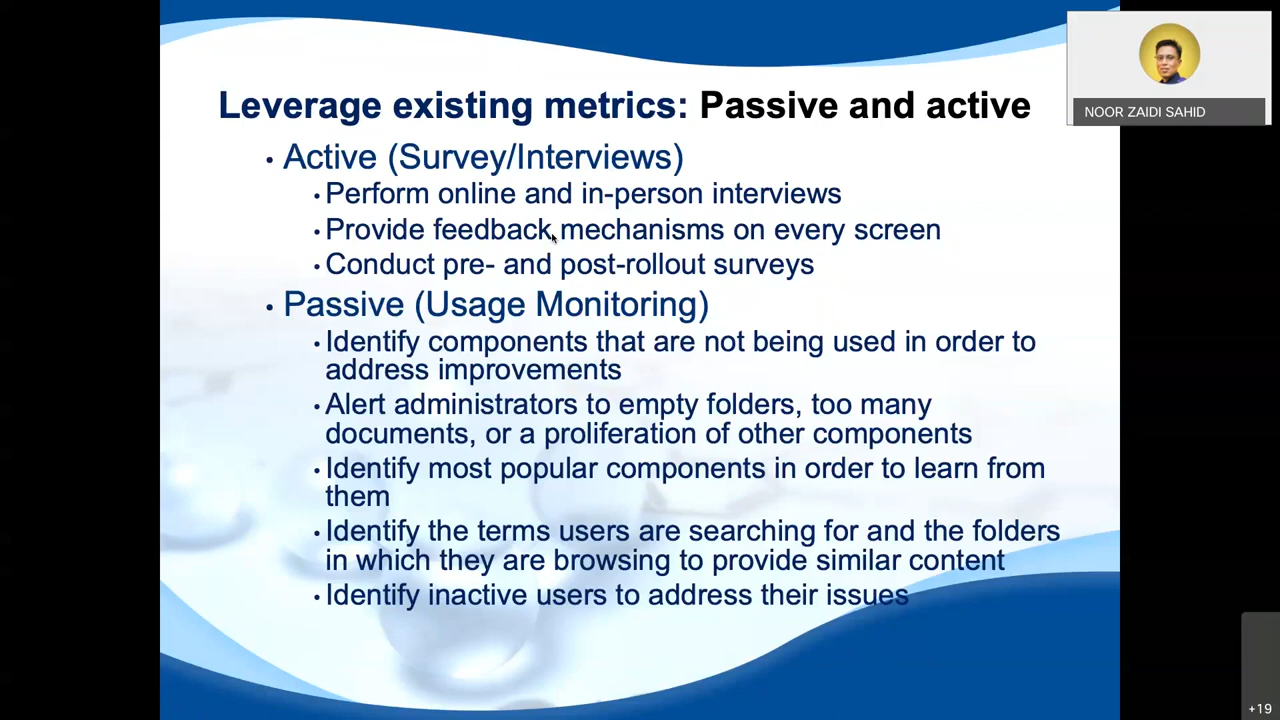 Leverage existing metrics: Passive and active
• Active (Survey/Interviews)
• Perform online and in-person interviews
• Provide feedback mechanisms on every screen
• Conduct pre- and post-rollout surveys
• Passive (Usage Monitoring)
• Identify components that are not being used in order to
address improvements
• Alert administrators to empty folders, too many
documents, or a proliferation of other components
• Identify most popular components in order to learn from
them
• Identify the terms users are searching for and the folders
in which they are browsing to provide similar content
• Identify inactive users to address their issues
NOOR ZAIDI SAHID
+19